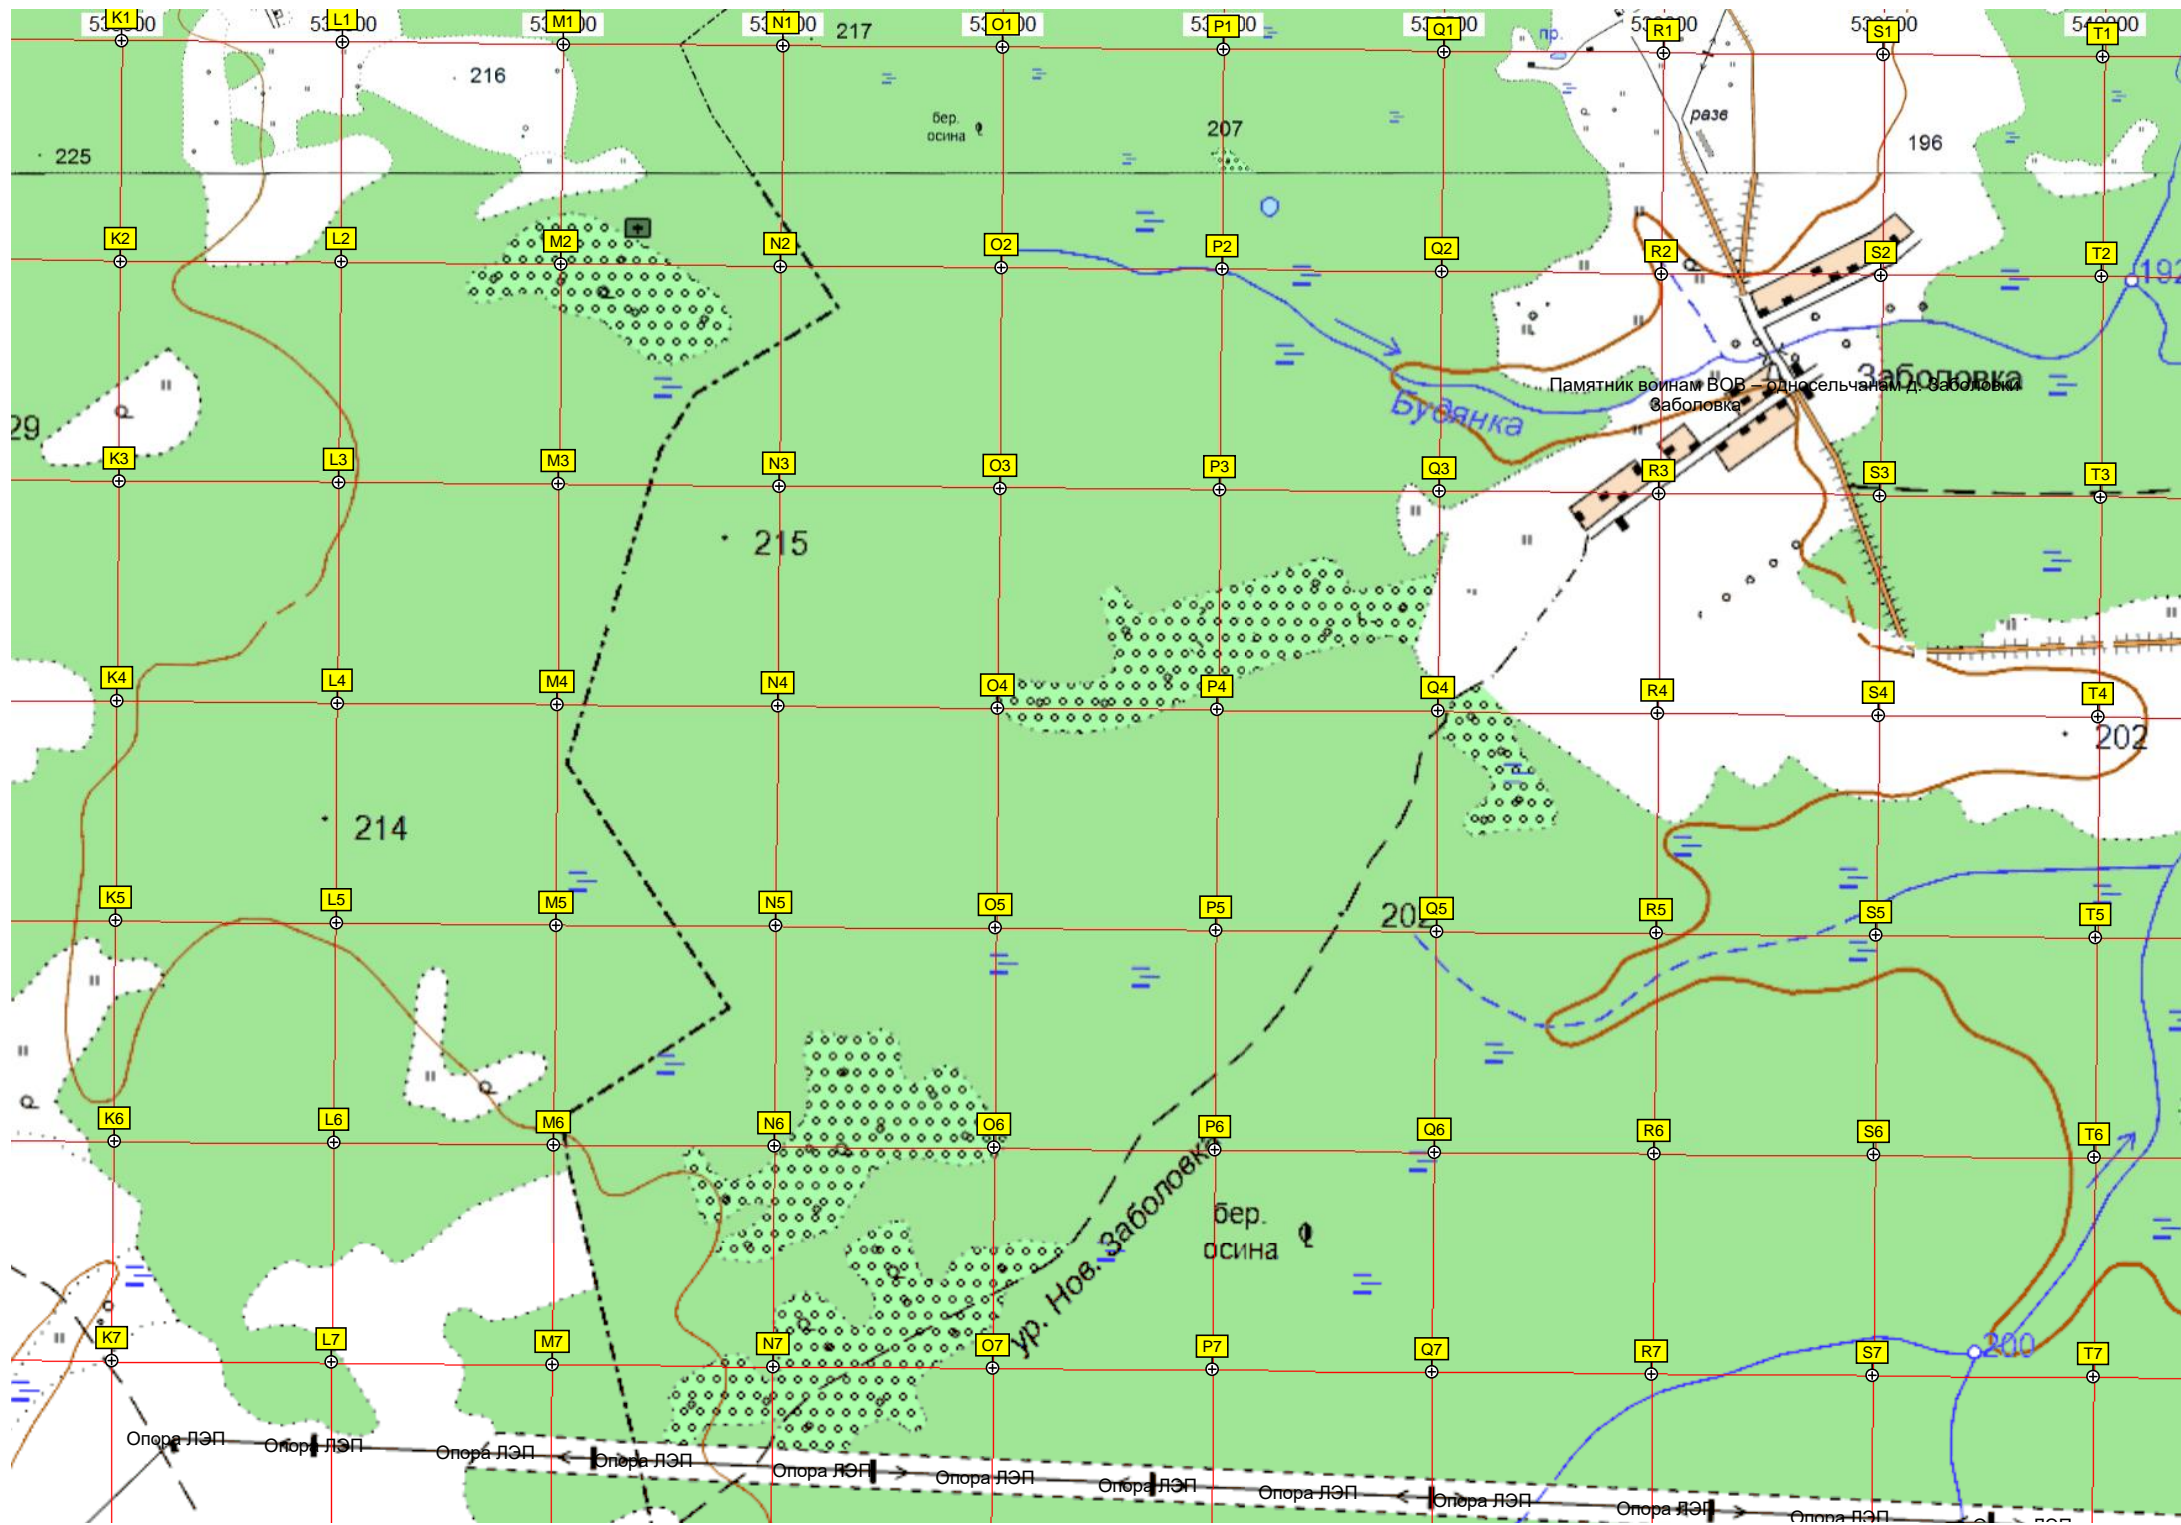 K1 L1 M1 N1 O1 P1 Q1 R1 S1 T1
217
пр.
216
бер.
осина
207
разв
196
225
K2 L2 M2 N2 O2 P2 Q2 R2 S2 T2
192
Заболовка
Памятник воинам ВОВ – односельчанам д. Заболовки
Заболовка
Будянка
29
K3 L3 M3 N3 O3 P3 Q3 R3 S3 T3
215
K4 L4 M4 N4 O4 P4 Q4 R4 S4 T4
202
214
K5 L5 M5 N5 O5 P5 Q5 R5 S5 T5
K6 L6 M6 N6 O6 P6 Q6 R6 S6 T6
ур. Нов. Заболовка
бер.
осина
200
K7 L7 M7 N7 O7 P7 Q7 R7 S7 T7
Опора ЛЭП Опора ЛЭП Опора ЛЭП Опора ЛЭП Опора ЛЭП Опора ЛЭП Опора ЛЭП Опора ЛЭП Опора ЛЭП Опора ЛЭП Опора ЛЭП